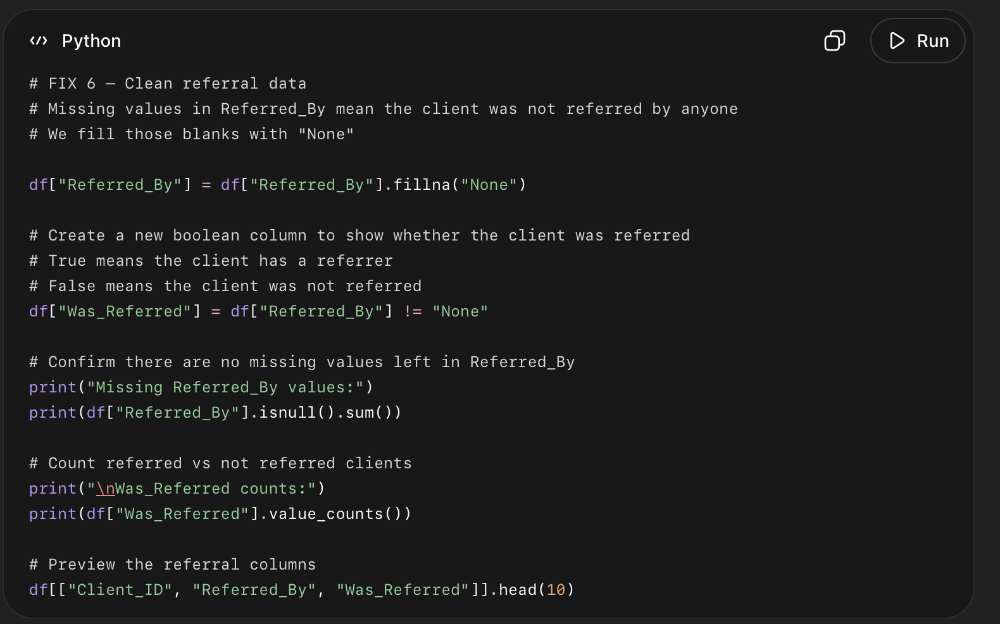 Python
Run
# FIX 6 — Clean referral data
# Missing values in Referred_By mean the client was not referred by anyone
# We fill those blanks with "None"
df["Referred_By"] = df["Referred_By"].fillna("None")
# Create a new boolean column to show whether the client was referred
# True means the client has a referrer
# False means the client was not referred
df["Was_Referred"] = df["Referred_By"] != "None"
# Confirm there are no missing values left in Referred_By
print("Missing Referred_By values:")
print(df["Referred_By"].isnull().sum())
# Count referred vs not referred clients
print("\nWas_Referred counts:")
print(df["Was_Referred"].value_counts())
# Preview the referral columns
df[["Client_ID", "Referred_By", "Was_Referred"]].head(10)